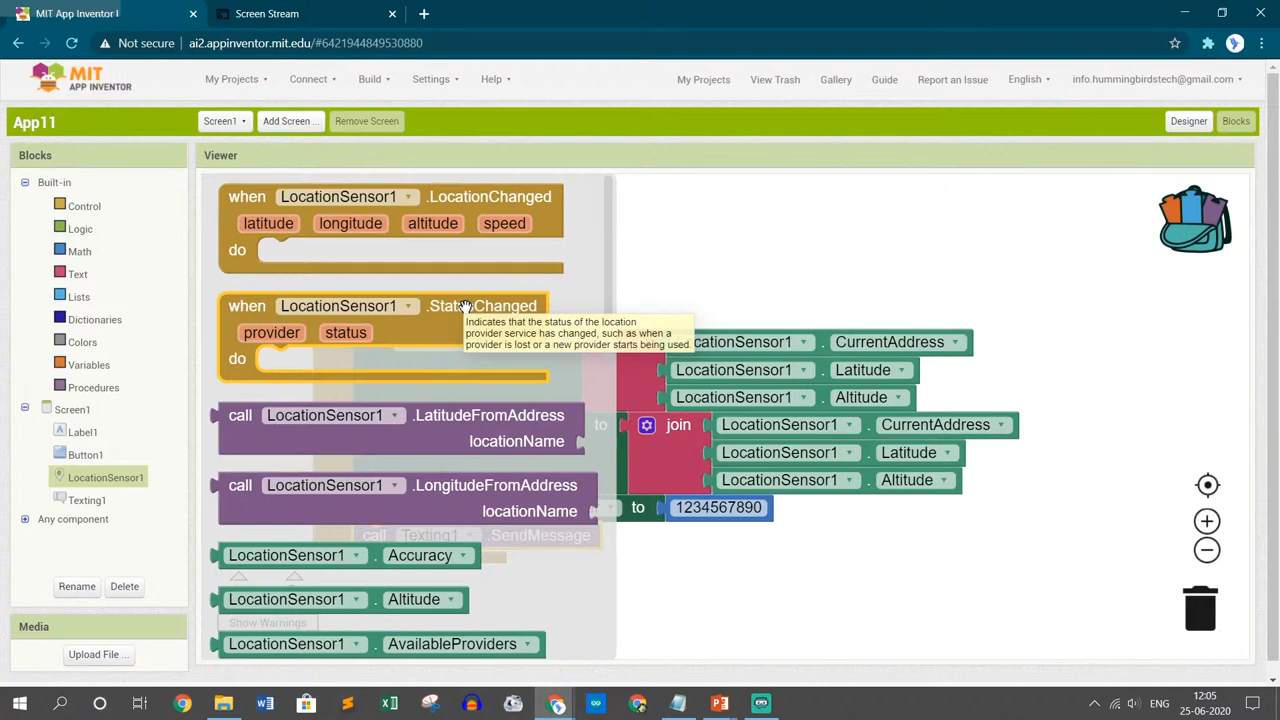 MIT App Inventor
Screen Stream
Not secure
ai2.appinventor.mit.edu/#6421944849530880
MIT
APP INVENTOR
My Projects
Connect
Build
Settings
Help
My Projects
View Trash
Gallery
Guide
Report an Issue
English
info.hummingbirdstech@gmail.com
App11
Screen1
Add Screen ...
Remove Screen
Designer
Blocks
Blocks
Viewer
Built-in
Control
Logic
Math
Text
Lists
Dictionaries
Colors
Variables
Procedures
Screen1
Label1
Button1
LocationSensor1
Texting1
Any component
Rename
Delete
Media
Upload File ...
when LocationSensor1 .LocationChanged
latitude longitude altitude speed
do
when LocationSensor1 .StatusChanged
provider status
do
Indicates that the status of the location
provider service has changed, such as when a
provider is lost or a new provider starts being used.
call LocationSensor1 .LatitudeFromAddress
locationName
call LocationSensor1 .LongitudeFromAddress
locationName
LocationSensor1 . Accuracy
LocationSensor1 . Altitude
Show Warnings
LocationSensor1 . AvailableProviders
LocationSensor1 . CurrentAddress
LocationSensor1 . Latitude
LocationSensor1 . Altitude
to join LocationSensor1 . CurrentAddress
LocationSensor1 . Latitude
LocationSensor1 . Altitude
to 1234567890
call Texting1 .SendMessage
ENG
12:05
25-06-2020